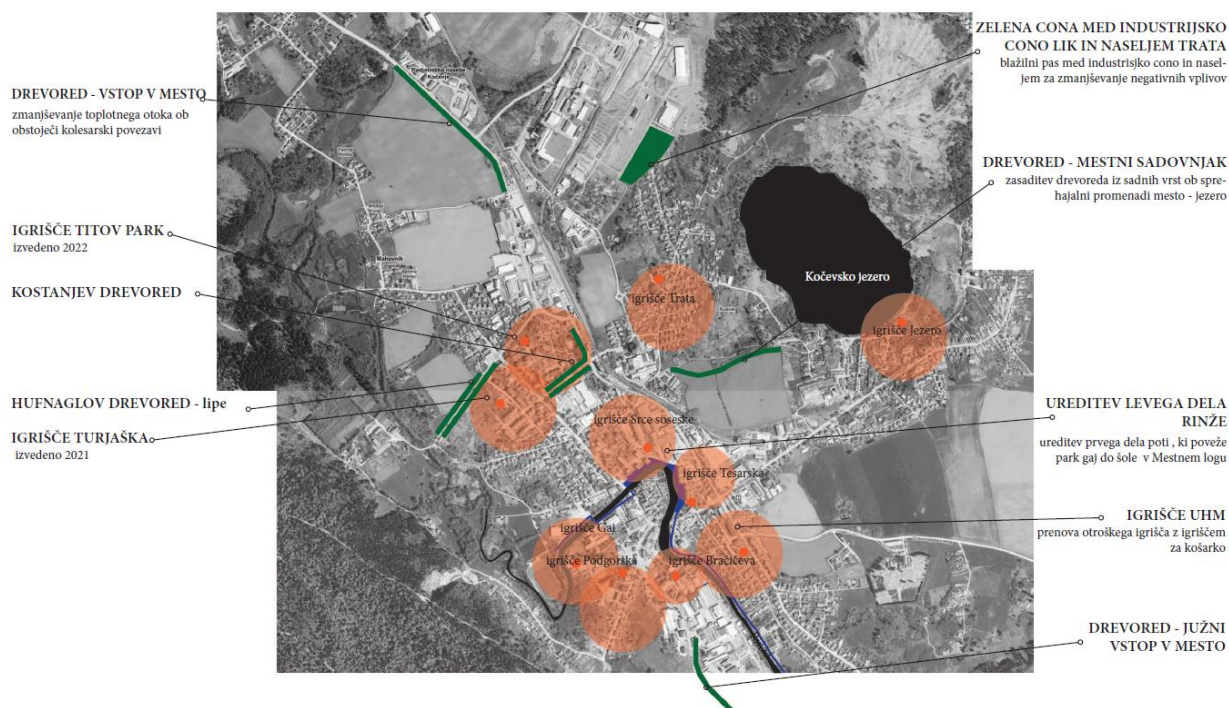 DREVORED - VSTOP V MESTO
zmanjševanje toplotnega otoka ob
obstoječi kolesarski povezavi
IGRIŠČE TITOV PARK
izvedeno 2022
KOSTANJEV DREVORED
HUFNAGLOV DREVORED - lipe
IGRIŠČE TURJAŠKA
izvedeno 2021
Kočevje
Mahovnik
igrišče Trata
Kočevsko jezero
igrišče Jezero
igrišče Srce soseske
igrišče Tesarska
igrišče Gaj
igrišče Podgorska
igrišče Bračičeva
ZELENA CONA MED INDUSTRIJSKO
CONO LIK IN NASELJEM TRATA
blažilni pas med industrisjko cono in nasel-
jem za zmanjševanje negativnih vplivov
DREVORED - MESTNI SADOVNJAK
zasaditev drevoreda iz sadnih vrst ob spre-
hajalni promenadi mesto - jezero
UREDITEV LEVEGA DELA
RINŽE
ureditev prvega dela poti , ki poveže
park gaj do šole v Mestnem logu
IGRIŠČE UHM
prenova otroškega igrišča z igriščem
za košarko
DREVORED - JUŽNI
VSTOP V MESTO